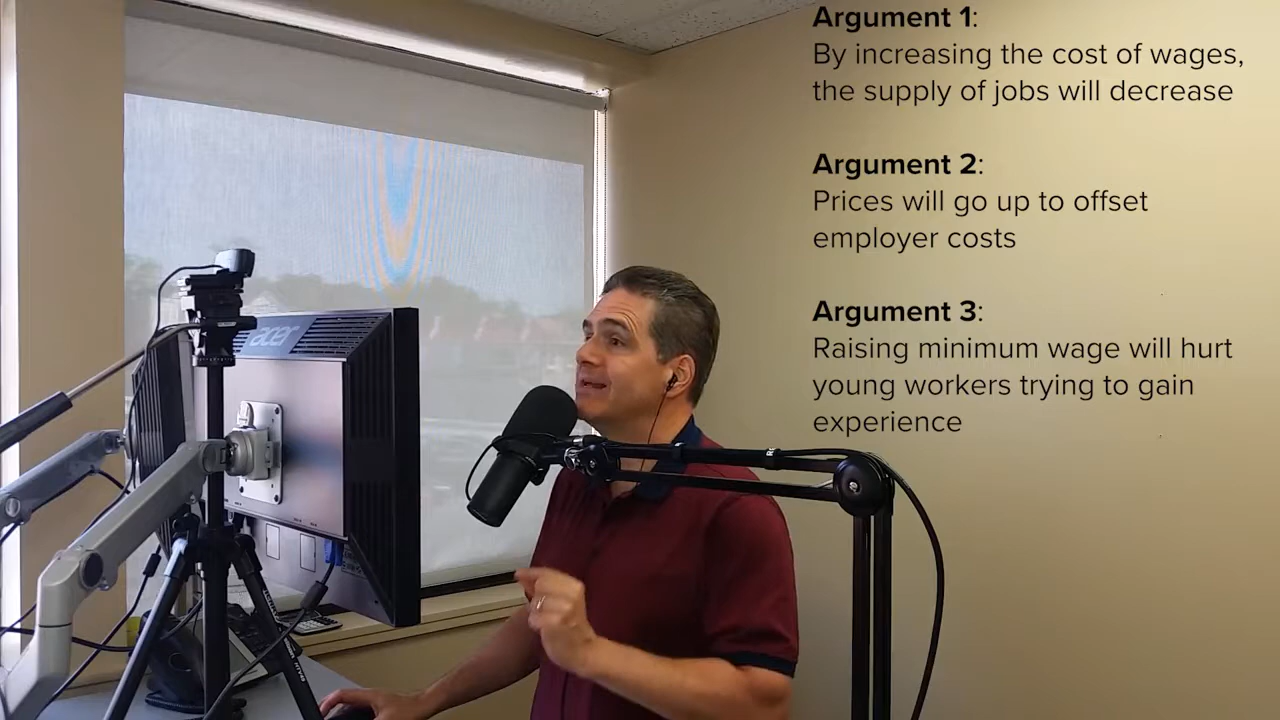 Argument 1:
By increasing the cost of wages,
the supply of jobs will decrease
Argument 2:
Prices will go up to offset
employer costs
Argument 3:
Raising minimum wage will hurt
young workers trying to gain
experience
acer